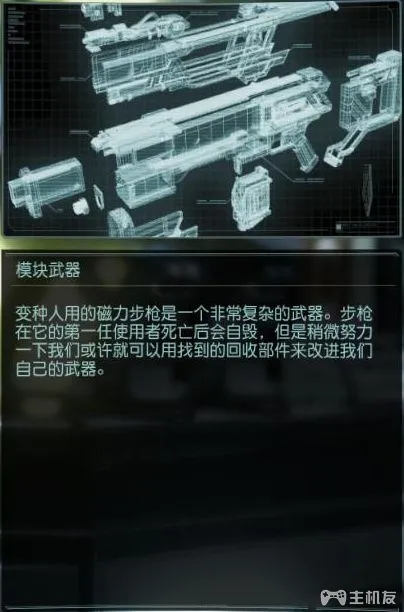 模块武器
变种人用的磁力步枪是一个非常复杂的武器。步枪
在它的第一任使用者死亡后会自毁，但是稍微努力
一下我们或许就可以用找到的回收部件来改进我们
自己的武器。
主机友